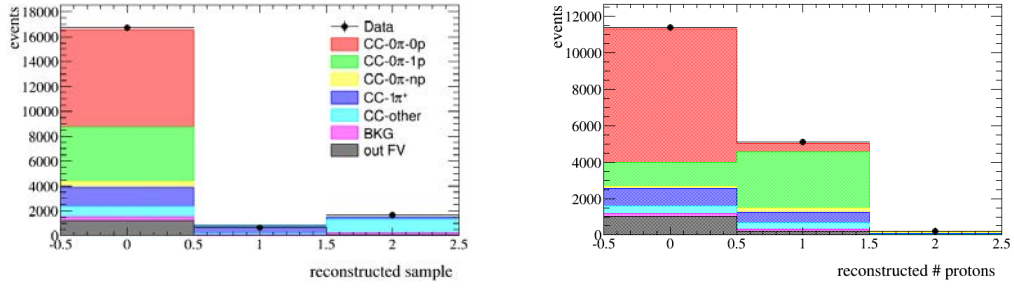 events
18000
16000
14000
12000
10000
8000
6000
4000
2000
0
-0.5 0 0.5 1 1.5 2 2.5
reconstructed sample
Data
CC-0π-0p
CC-0π-1p
CC-0π-np
CC-1π⁺
CC-other
BKG
out FV
events
12000
10000
8000
6000
4000
2000
0
-0.5 0 0.5 1 1.5 2 2.5
reconstructed # protons